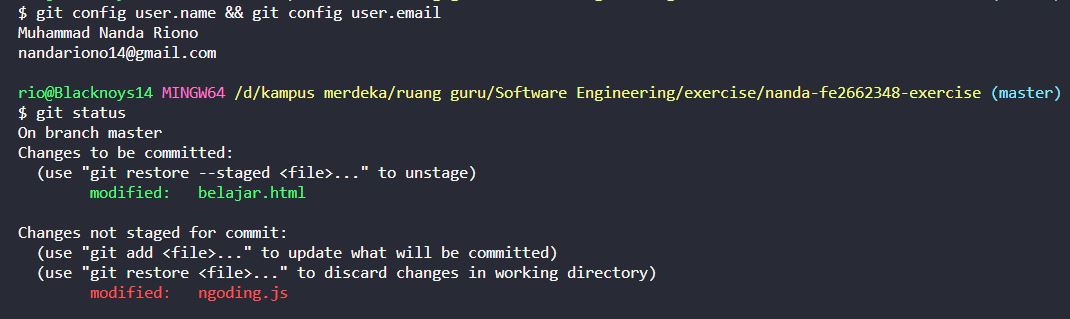 $ git config user.name && git config user.email
Muhammad Nanda Riono
nandariono14@gmail.com
rio@Blacknoys14 MINGW64 /d/kampus merdeka/ruang guru/Software Engineering/exercise/nanda-fe2662348-exercise (master)
$ git status
On branch master
Changes to be committed:
  (use "git restore --staged <file>..." to unstage)
        modified:   belajar.html

Changes not staged for commit:
  (use "git add <file>..." to update what will be committed)
  (use "git restore <file>..." to discard changes in working directory)
        modified:   ngoding.js